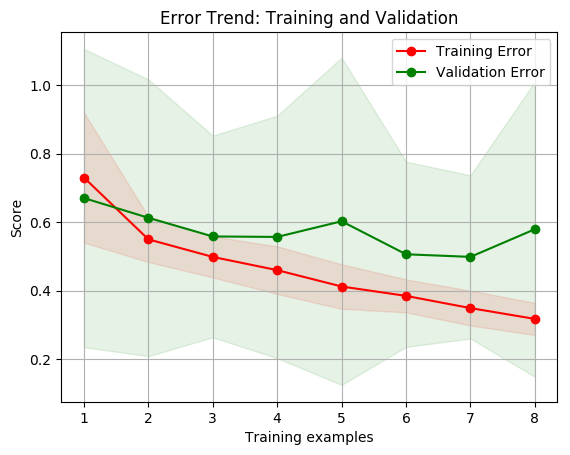 Error Trend: Training and Validation
Training Error
Validation Error
Score
1.0
0.8
0.6
0.4
0.2
1 2 3 4 5 6 7 8
Training examples